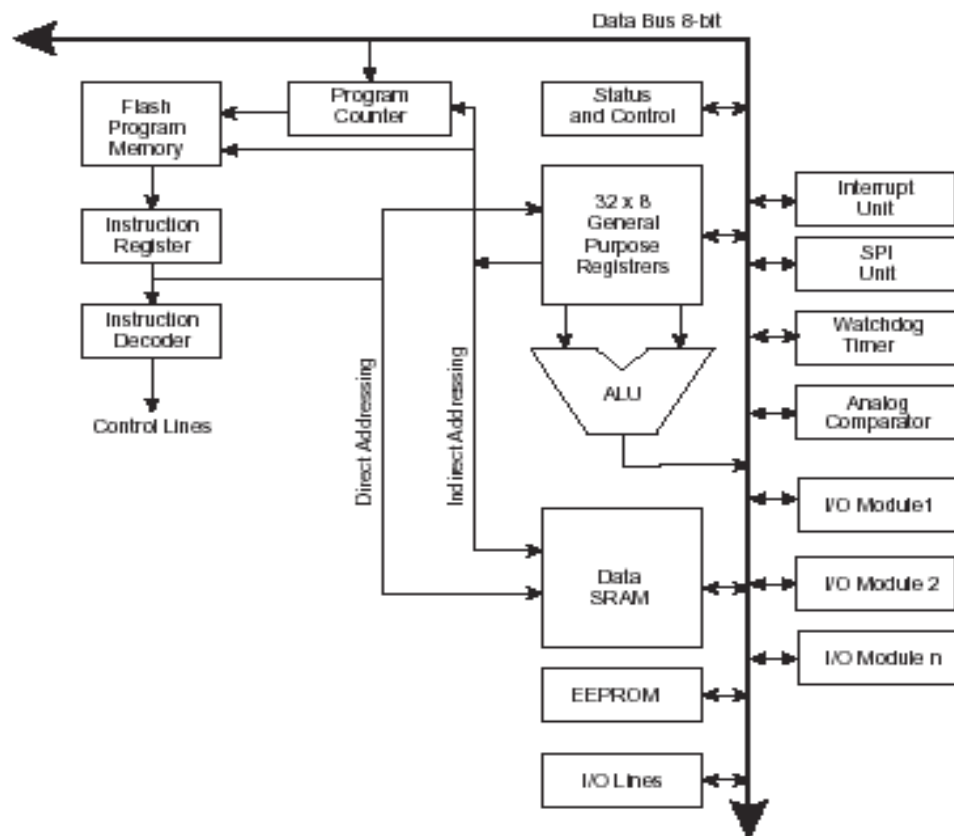 Data Bus 8-bit
Flash
Program
Memory
Program
Counter
Status
and Control
Interrupt
Unit
32 x 8
General
Purpose
Registrers
Instruction
Register
SPI
Unit
Instruction
Decoder
Watchdog
Timer
ALU
Analog
Comparator
Control Lines
Direct Addressing
Indirect Addressing
I/O Module1
Data
SRAM
I/O Module 2
I/O Module n
EEPROM
I/O Lines